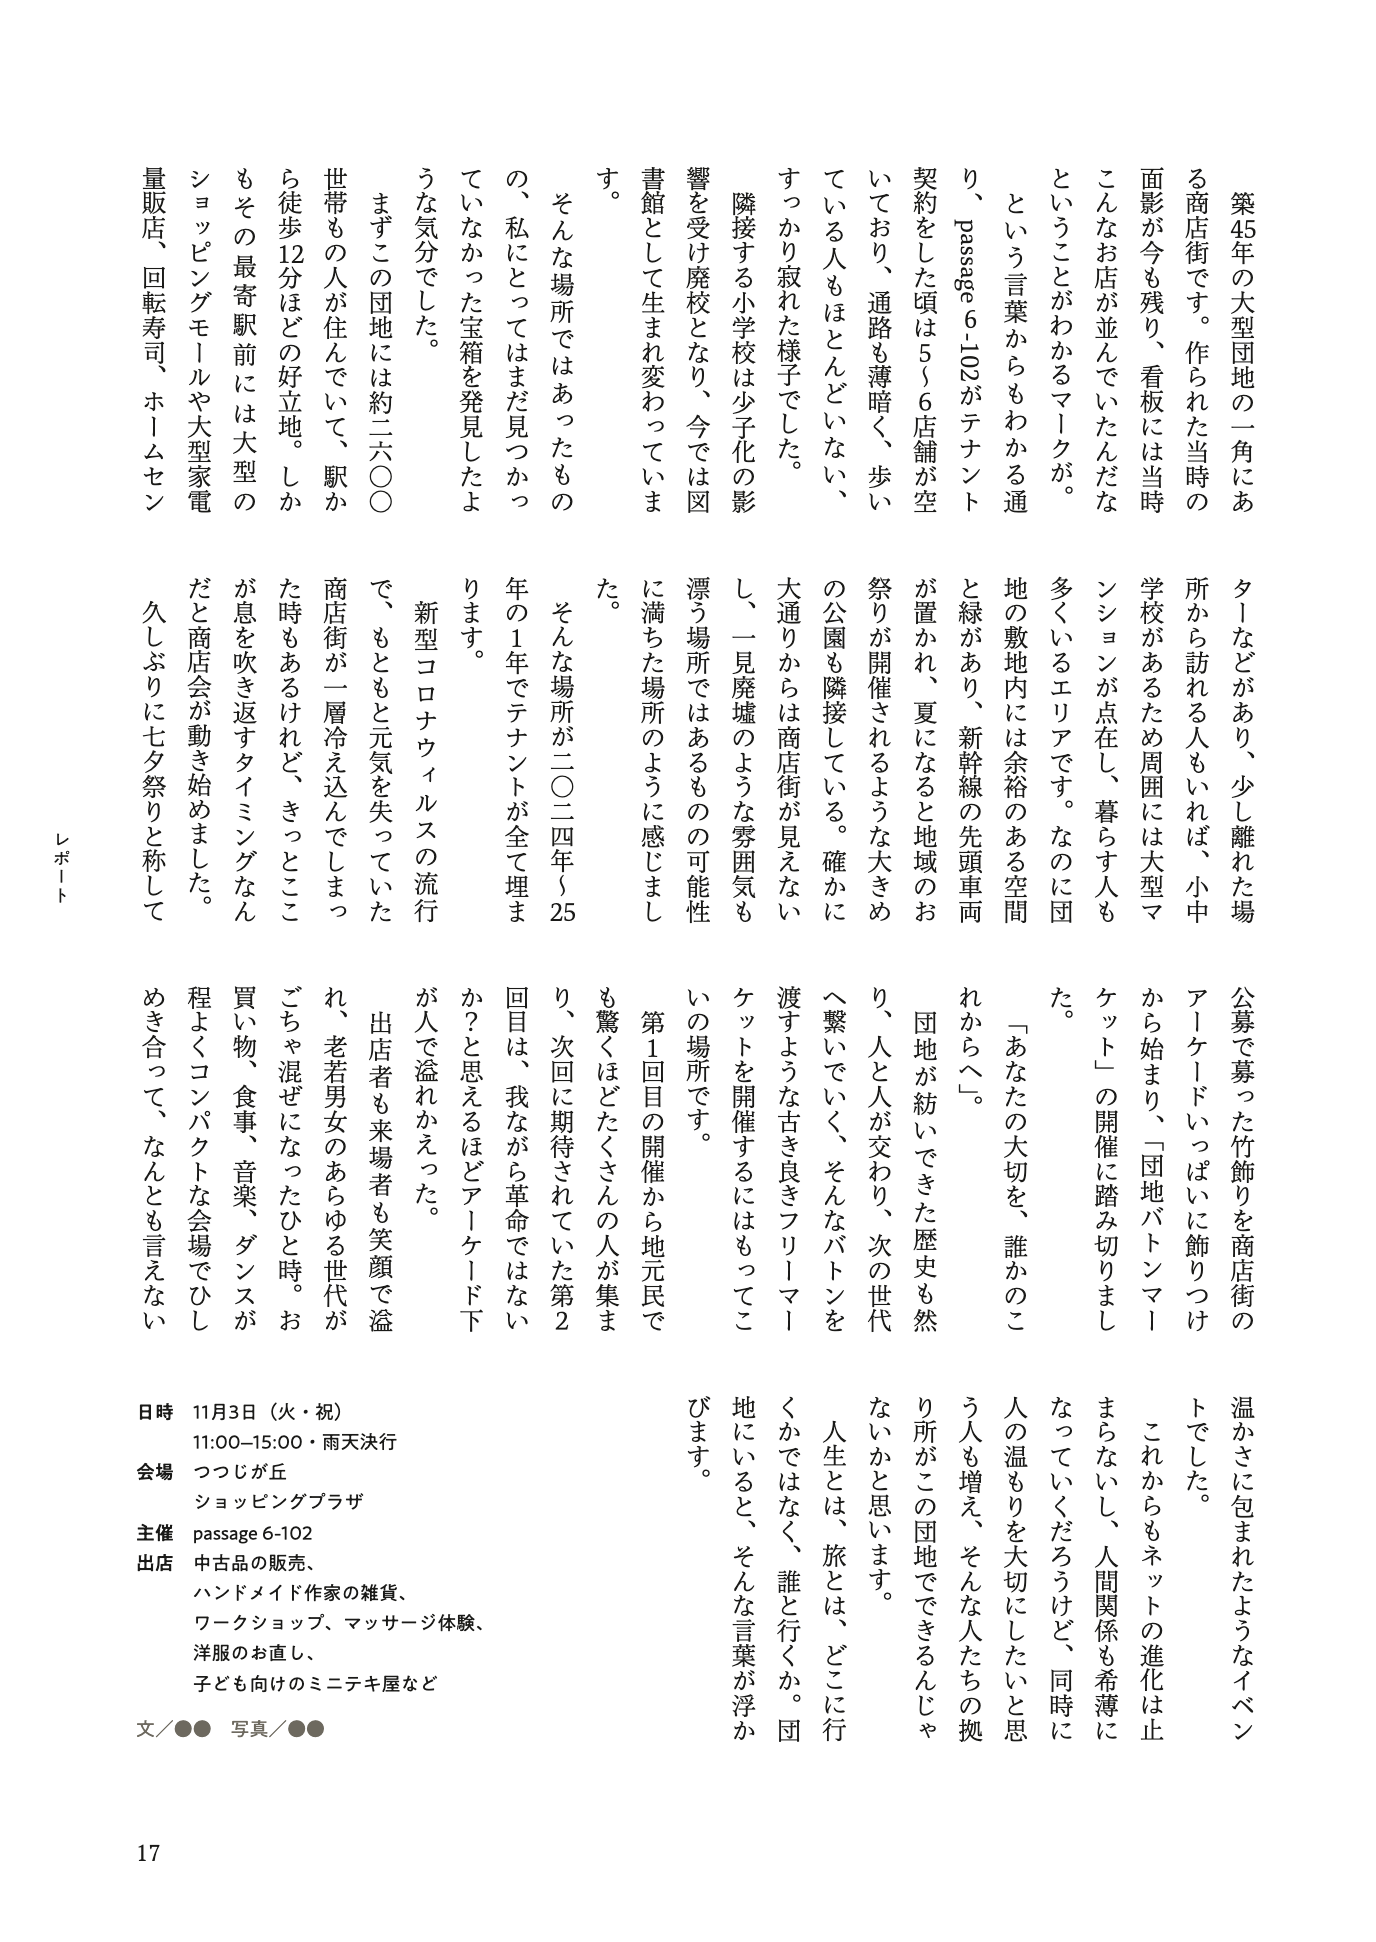 築45年の大型団地の一角にあ
る商店街です。作られた当時の
面影が今も残り、看板には当時
こんなお店が並んでいたんだな
ということがわかるマークが。
という言葉からもわかる通
り、passage 6-102がテナント
契約をした頃は5〜6店舗が空
いており、通路も薄暗く、歩い
ている人もほとんどいない、
すっかり寂れた様子でした。
隣接する小学校は少子化の影
響を受け廃校となり、今では図
書館として生まれ変わっていま
す。
そんな場所ではあったもの
の、私にとってはまだ見つかっ
ていなかった宝箱を発見したよ
うな気分でした。
まずこの団地には約二六〇〇
世帯もの人が住んでいて、駅か
ら徒歩12分ほどの好立地。しか
もその最寄駅前には大型の
ショッピングモールや大型家電
量販店、回転寿司、ホームセン
ターなどがあり、少し離れた場
所から訪れる人もいれば、小中
学校があるため周囲には大型マ
ンションが点在し、暮らす人も
多くいるエリアです。なのに団
地の敷地内には余裕のある空間
と緑があり、新幹線の先頭車両
が置かれ、夏になると地域のお
祭りが開催されるような大きめ
の公園も隣接している。確かに
大通りからは商店街が見えない
し、一見廃墟のような雰囲気も
漂う場所ではあるものの可能性
に満ちた場所のように感じまし
た。
そんな場所が二〇二四年〜25
年の1年でテナントが全て埋ま
ります。
新型コロナウィルスの流行
で、もともと元気を失っていた
商店街が一層冷え込んでしまっ
た時もあるけれど、きっとここ
が息を吹き返すタイミングなん
だと商店会が動き始めました。
久しぶりに七夕祭りと称して
公募で募った竹飾りを商店街の
アーケードいっぱいに飾りつけ
から始まり、「団地バトンマー
ケット」の開催に踏み切りまし
た。
「あなたの大切を、誰かのこ
れからへ」。
団地が紡いできた歴史も然
り、人と人が交わり、次の世代
へ繋いでいく、そんなバトンを
渡すような古き良きフリーマー
ケットを開催するにはもってこ
いの場所です。
第1回目の開催から地元民で
も驚くほどたくさんの人が集ま
り、次回に期待されていた第2
回目は、我ながら革命ではない
か？と思えるほどアーケード下
が人で溢れかえった。
出店者も来場者も笑顔で溢
れ、老若男女のあらゆる世代が
ごちゃ混ぜになったひと時。お
買い物、食事、音楽、ダンスが
程よくコンパクトな会場でひし
めき合って、なんとも言えない
温かさに包まれたようなイベン
トでした。
これからもネットの進化は止
まらないし、人間関係も希薄に
なっていくだろうけど、同時に
人の温もりを大切にしたいと思
う人も増え、そんな人たちの拠
り所がこの団地でできるんじゃ
ないかと思います。
人生とは、旅とは、どこに行
くかではなく、誰と行くか。団
地にいると、そんな言葉が浮か
びます。
日時 11月3日（火・祝）
11:00–15:00・雨天決行
会場 つつじが丘
ショッピングプラザ
主催 passage 6-102
出店 中古品の販売、
ハンドメイド作家の雑貨、
ワークショップ、マッサージ体験、
洋服のお直し、
子ども向けのミニテキ屋など
文／●● 写真／●●
レポート
17